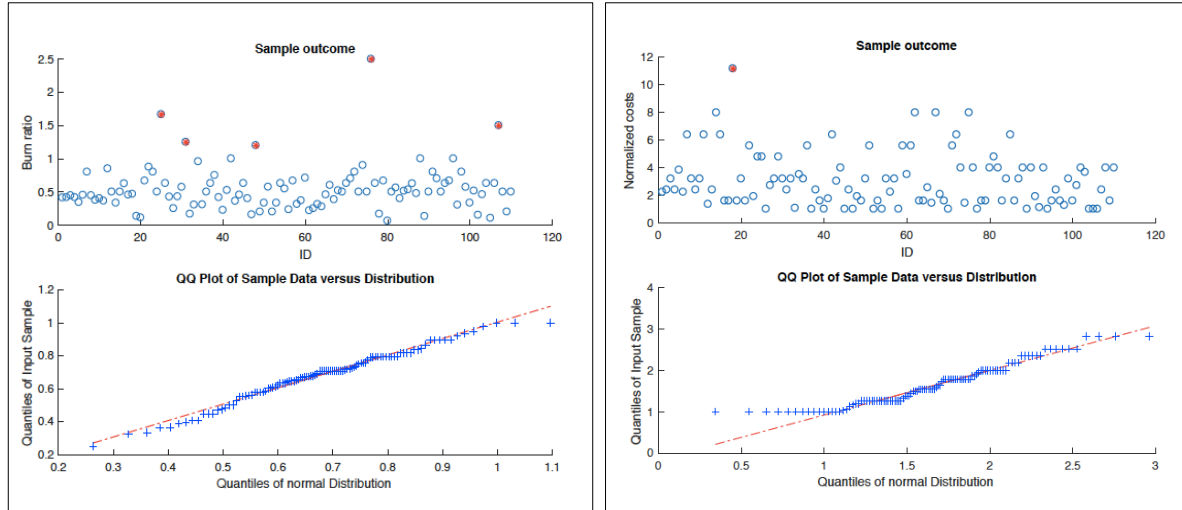 Sample outcome
2.5
2
1.5
1
0.5
0
Burn ratio
0 20 40 60 80 100 120
ID
QQ Plot of Sample Data versus Distribution
1.2
1
0.8
0.6
0.4
0.2
Quantiles of Input Sample
0.2 0.3 0.4 0.5 0.6 0.7 0.8 0.9 1 1.1
Quantiles of normal Distribution
Sample outcome
12
10
8
6
4
2
0
Normalized costs
0 20 40 60 80 100 120
ID
QQ Plot of Sample Data versus Distribution
4
3
2
1
0
Quantiles of Input Sample
0 0.5 1 1.5 2 2.5 3
Quantiles of normal Distribution